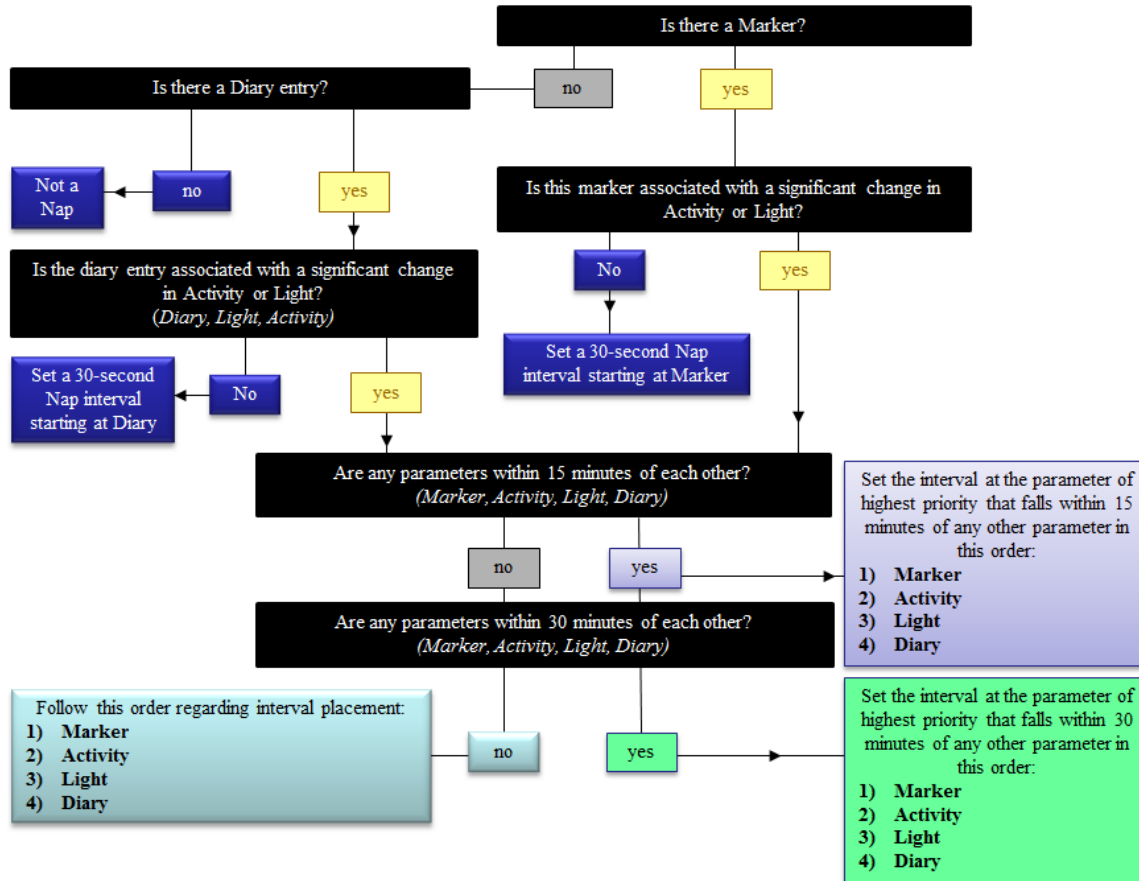 Is there a Marker?
Is there a Diary entry?
no
yes
Not a
Nap
no
yes
Is this marker associated with a significant change in
Activity or Light?
Is the diary entry associated with a significant change
in Activity or Light?
(Diary, Light, Activity)
No
yes
Set a 30-second
Nap interval
starting at Diary
No
yes
Set a 30-second Nap
interval starting at Marker
Are any parameters within 15 minutes of each other?
(Marker, Activity, Light, Diary)
Set the interval at the parameter of
highest priority that falls within 15
minutes of any other parameter in
this order:
1) Marker
2) Activity
3) Light
4) Diary
no
yes
Are any parameters within 30 minutes of each other?
(Marker, Activity, Light, Diary)
Follow this order regarding interval placement:
1) Marker
2) Activity
3) Light
4) Diary
no
yes
Set the interval at the parameter of
highest priority that falls within 30
minutes of any other parameter in
this order:
1) Marker
2) Activity
3) Light
4) Diary